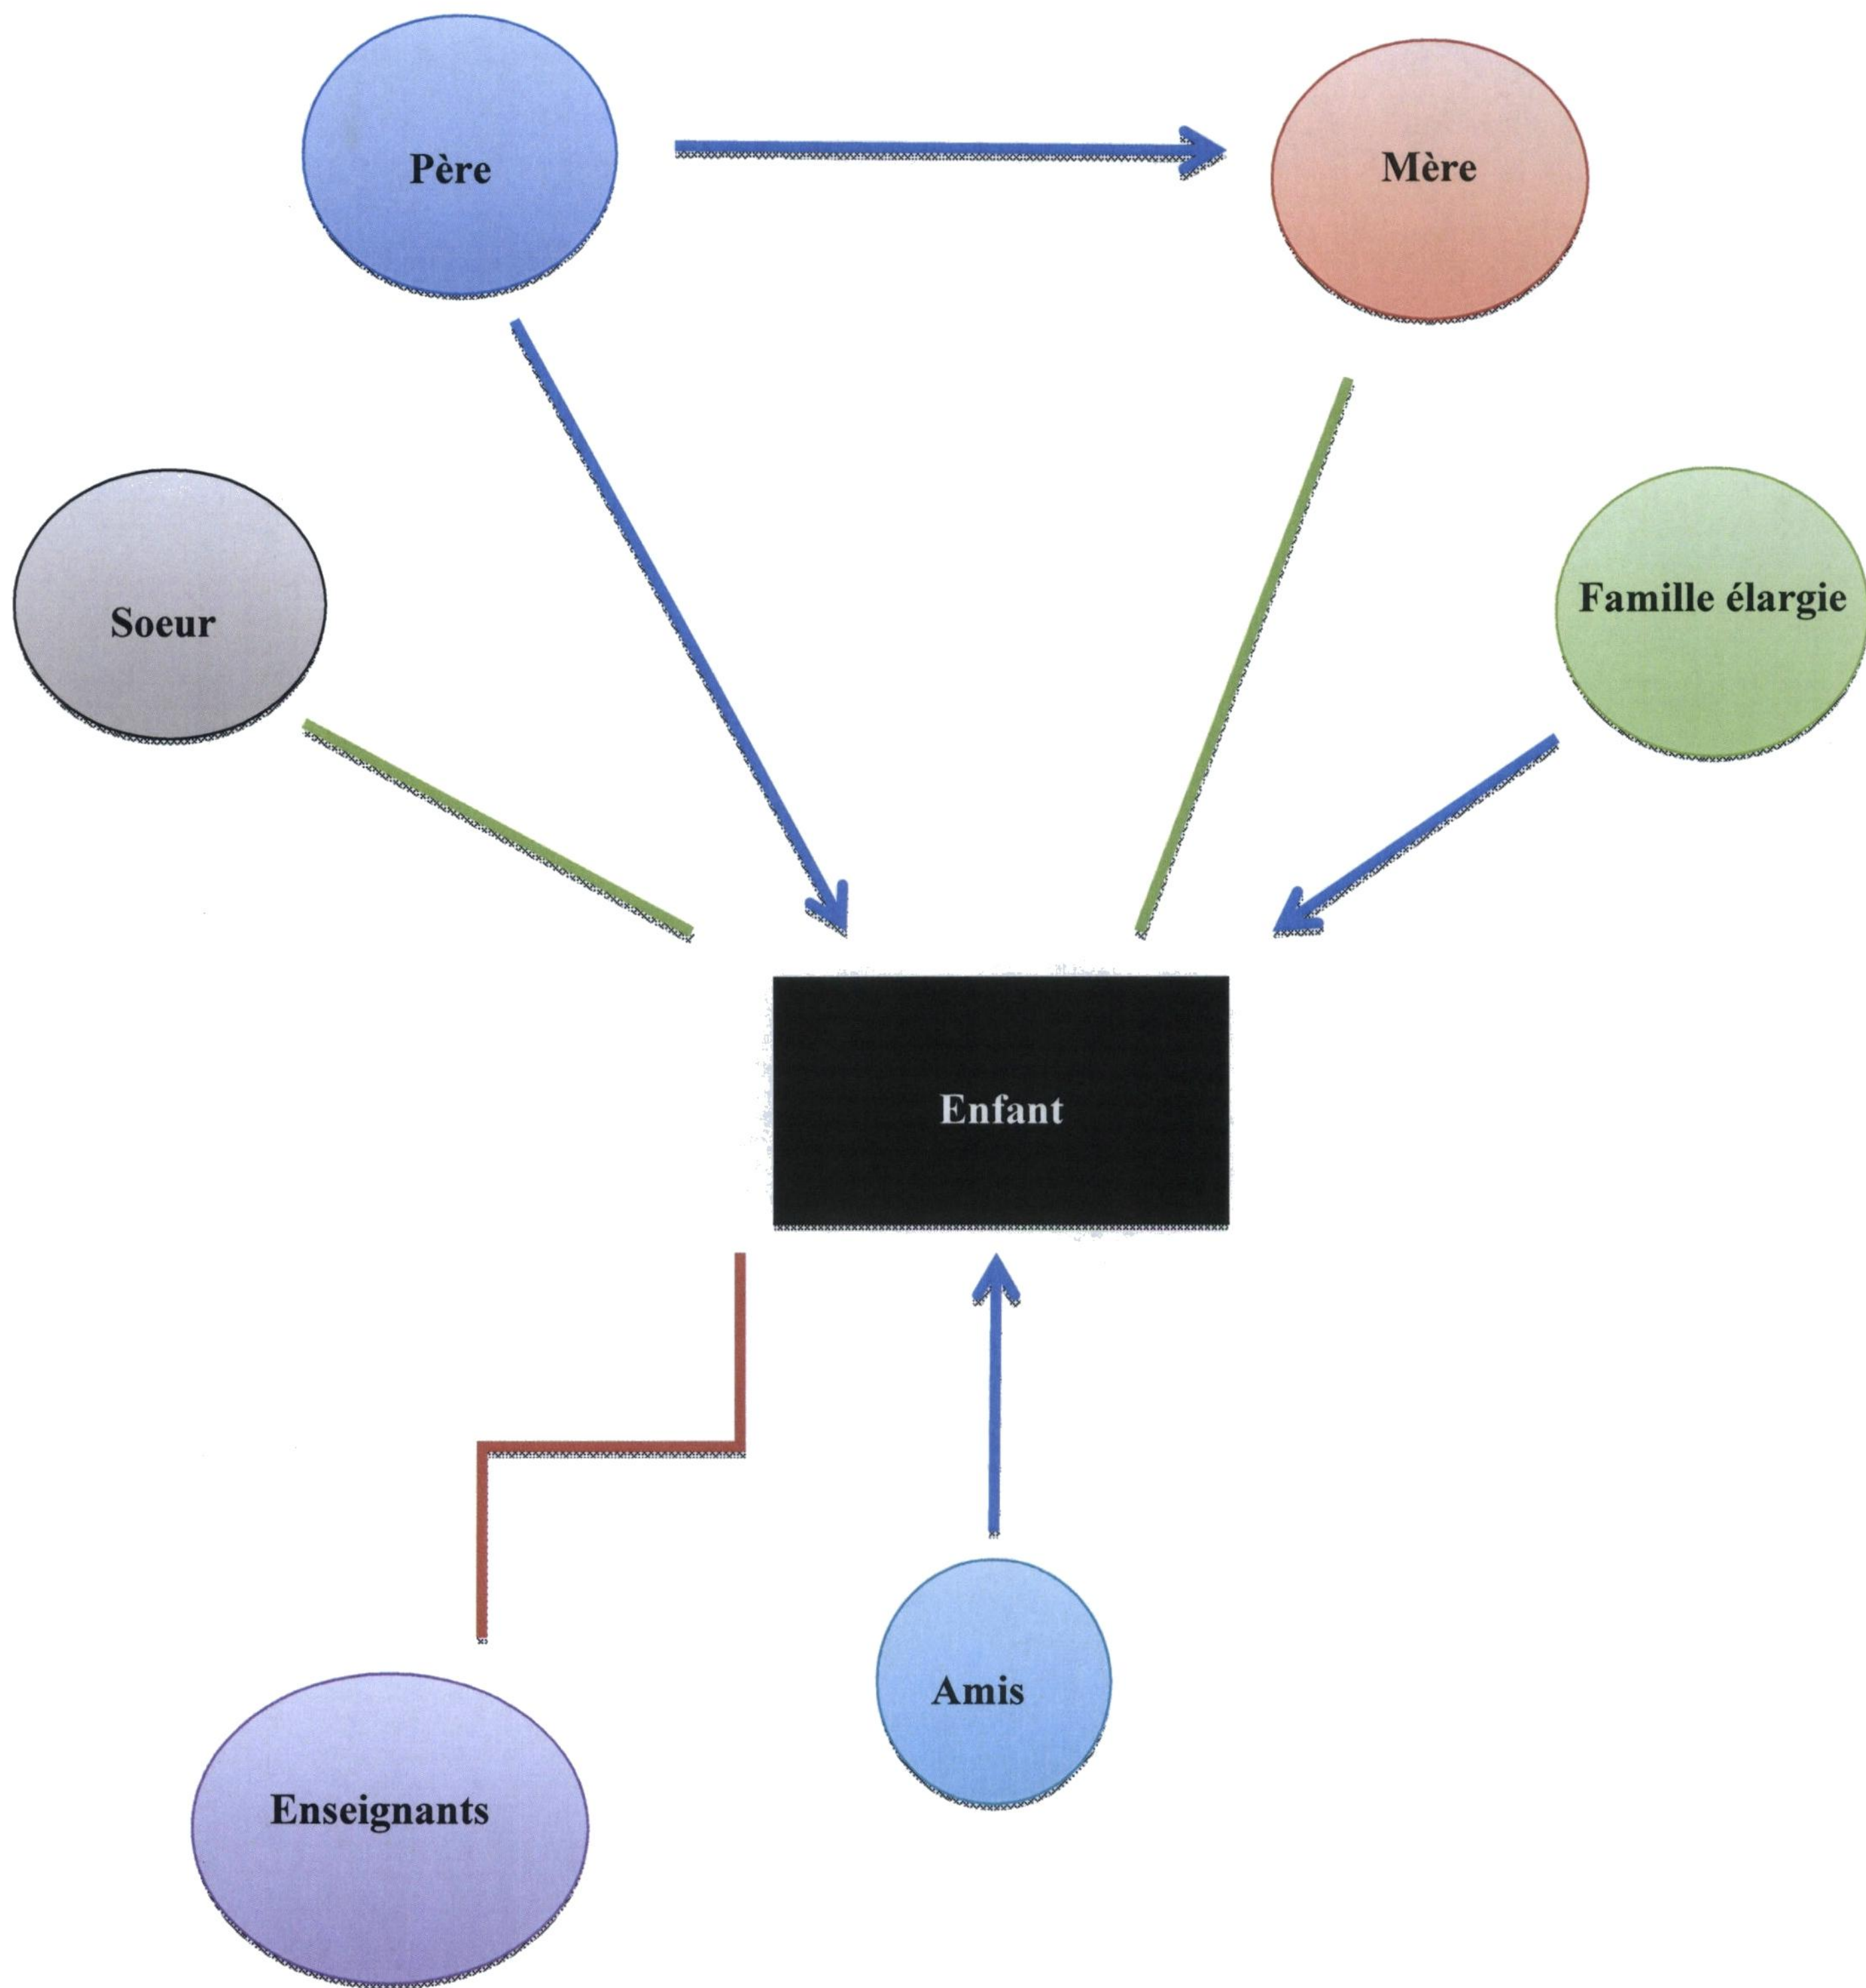 Père
Mère
Soeur
Famille élargie
Enfant
Amis
Enseignants